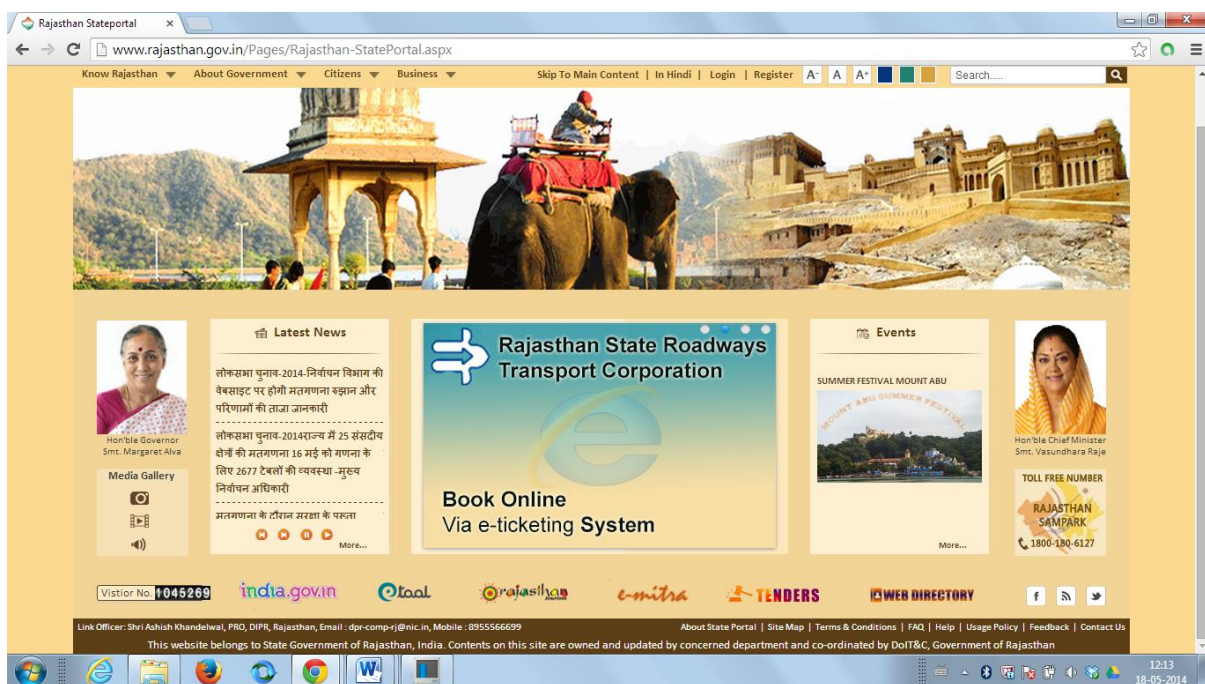 Rajasthan Stateportal
www.rajasthan.gov.in/Pages/Rajasthan-StatePortal.aspx
Know Rajasthan About Government Citizens Business Skip To Main Content | In Hindi | Login | Register A- A A+ Search.....
Latest News
लोकसभा चुनाव-2014-निर्वाचन विभाग की
वेबसाइट पर होगी मतगणना रुझान और
परिणामों की ताजा जानकारी
लोकसभा चुनाव-2014राज्य में 25 संसदीय
क्षेत्रों की मतगणना 16 मई को गणना के
लिए 2677 टेबलों की व्यवस्था -मुख्य
निर्वाचन अधिकारी
मतगणना के दौरान सुरक्षा के
More...
Hon'ble Governor
Smt. Margaret Alva
Media Gallery
Rajasthan State Roadways
Transport Corporation
Book Online
Via e-ticketing System
Events
SUMMER FESTIVAL MOUNT ABU
MOUNT ABU SUMMER FESTIVAL
More...
Hon'ble Chief Minister
Smt. Vasundhara Raje
TOLL FREE NUMBER
RAJASTHAN
SAMPARK
1800-180-6127
Vistior No. 1045269 india.gov.in etaal rajasthan e-mitra TENDERS WEB DIRECTORY
Link Officer: Shri Ashish Khandelwal, PRO, DIPR, Rajasthan, Email : dpr-comp-rj@nic.in, Mobile : 8955566699 About State Portal | Site Map | Terms & Conditions | FAQ | Help | Usage Policy | Feedback | Contact Us
This website belongs to State Government of Rajasthan, India. Contents on this site are owned and updated by concerned department and co-ordinated by DoIT&C, Government of Rajasthan
12:13
18-05-2014